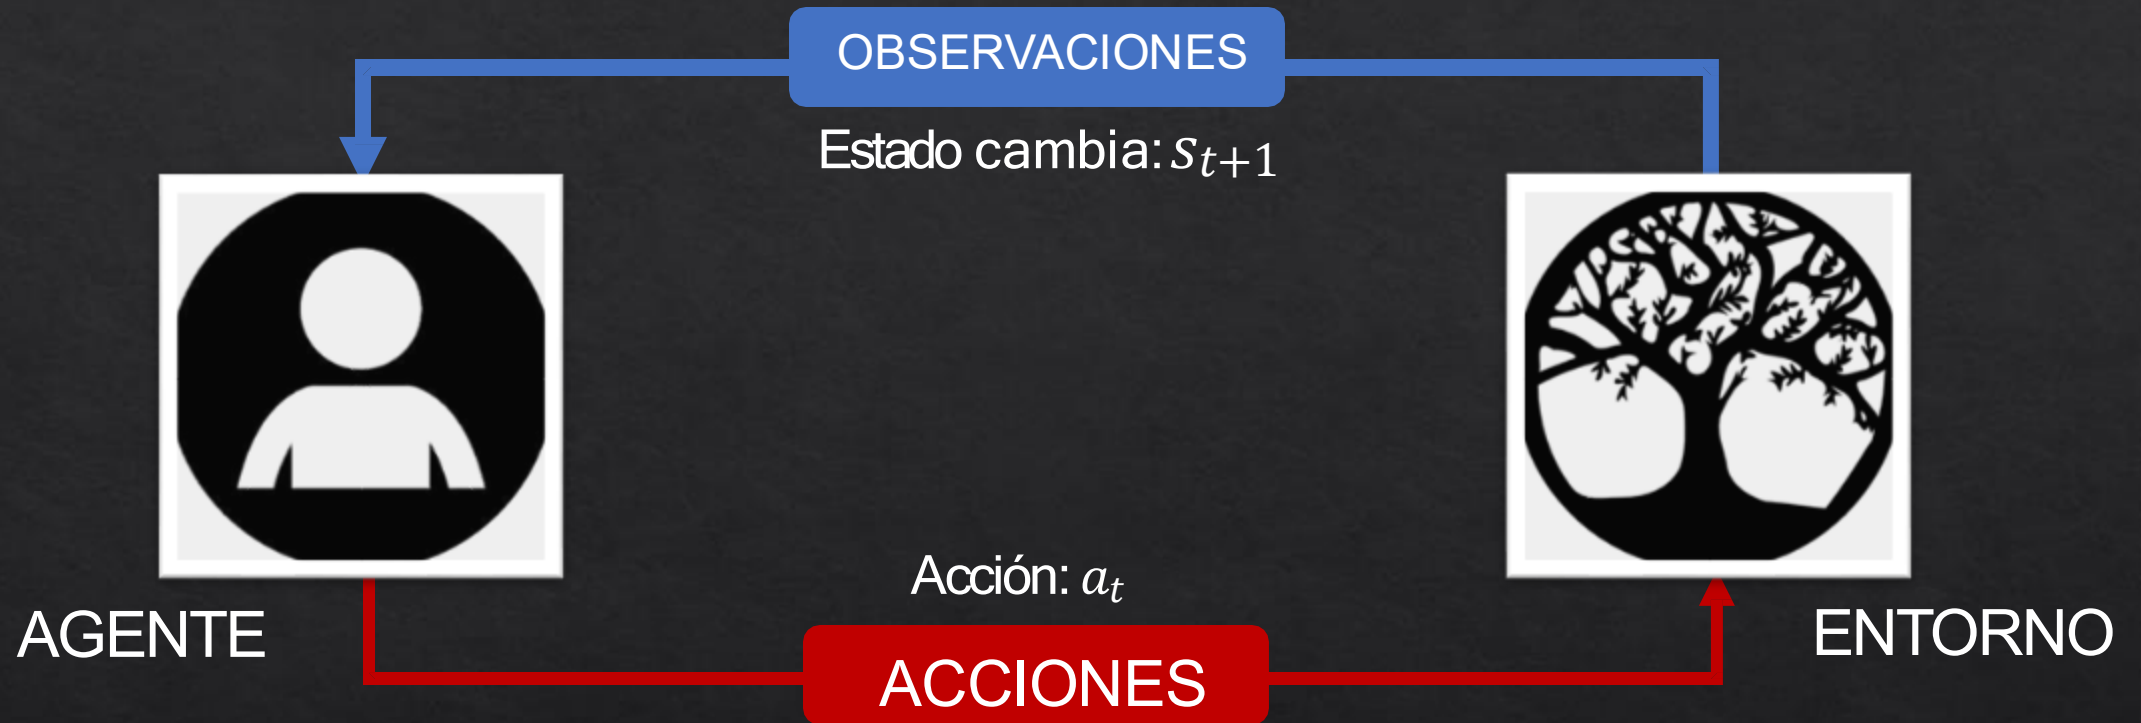 OBSERVACIONES
Estado cambia: s_{t+1}
Acción: a_t
AGENTE
ENTORNO
ACCIONES